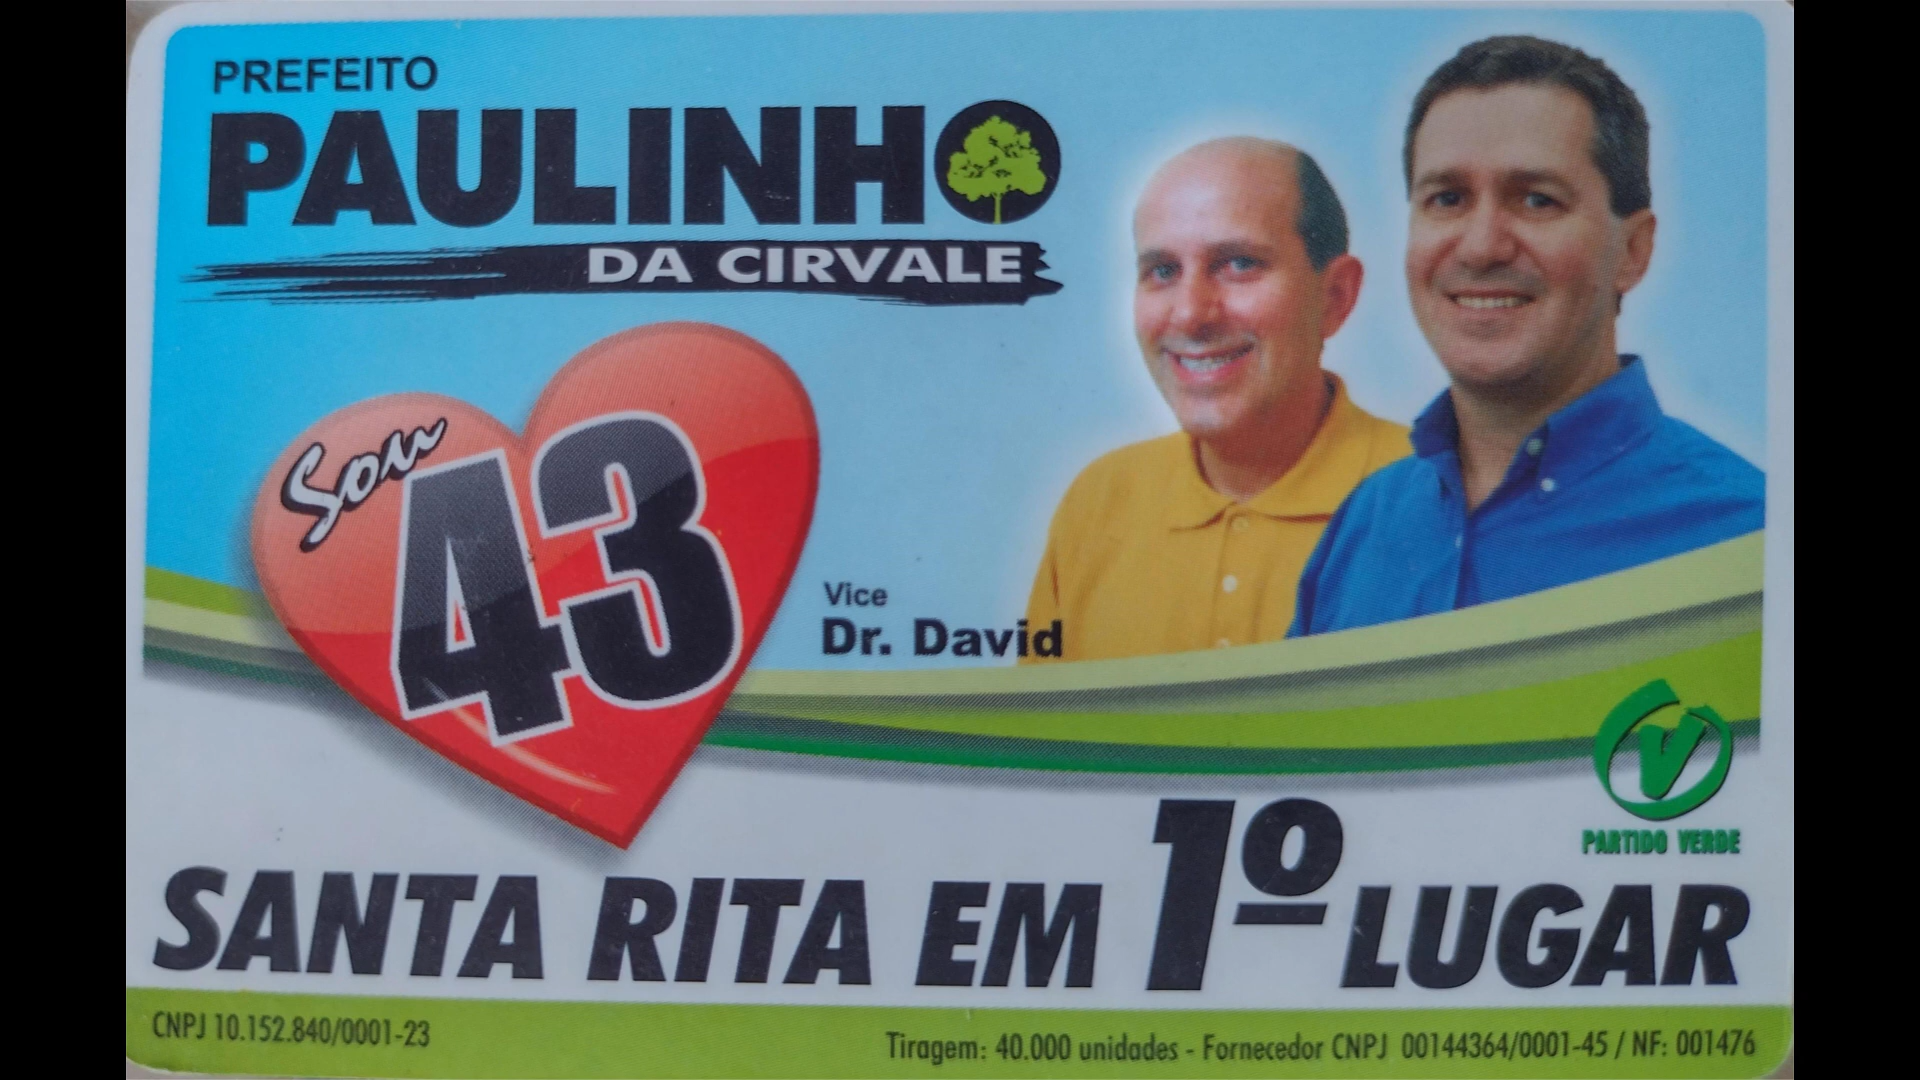 PREFEITO
PAULINHO
DA CIRVALE
Sou
43
Vice
Dr. David
PARTIDO VERDE
SANTA RITA EM 1º LUGAR
CNPJ 10.152.840/0001-23
Tiragem: 40.000 unidades - Fornecedor CNPJ 00144364/0001-45 / NF: 001476